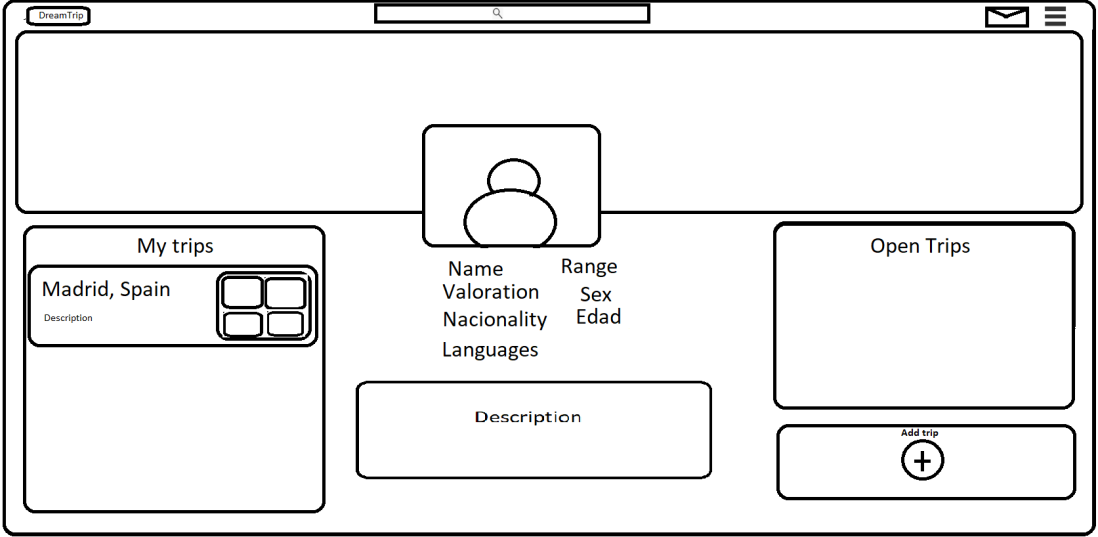 DreamTrip
My trips
Madrid, Spain
Description
Name
Range
Valoration
Sex
Nacionality
Edad
Languages
Description
Open Trips
Add trip
+